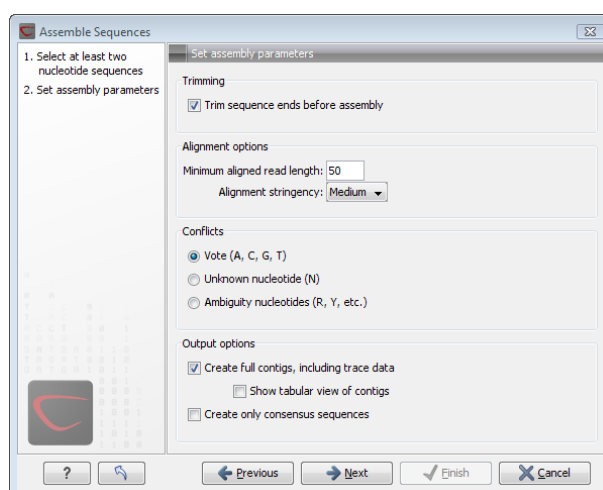 Assemble Sequences
1. Select at least two
nucleotide sequences
2. Set assembly parameters
Set assembly parameters
Trimming
Trim sequence ends before assembly
Alignment options
Minimum aligned read length: 50
Alignment stringency: Medium
Conflicts
Vote (A, C, G, T)
Unknown nucleotide (N)
Ambiguity nucleotides (R, Y, etc.)
Output options
Create full contigs, including trace data
Show tabular view of contigs
Create only consensus sequences
? Previous Next Finish Cancel